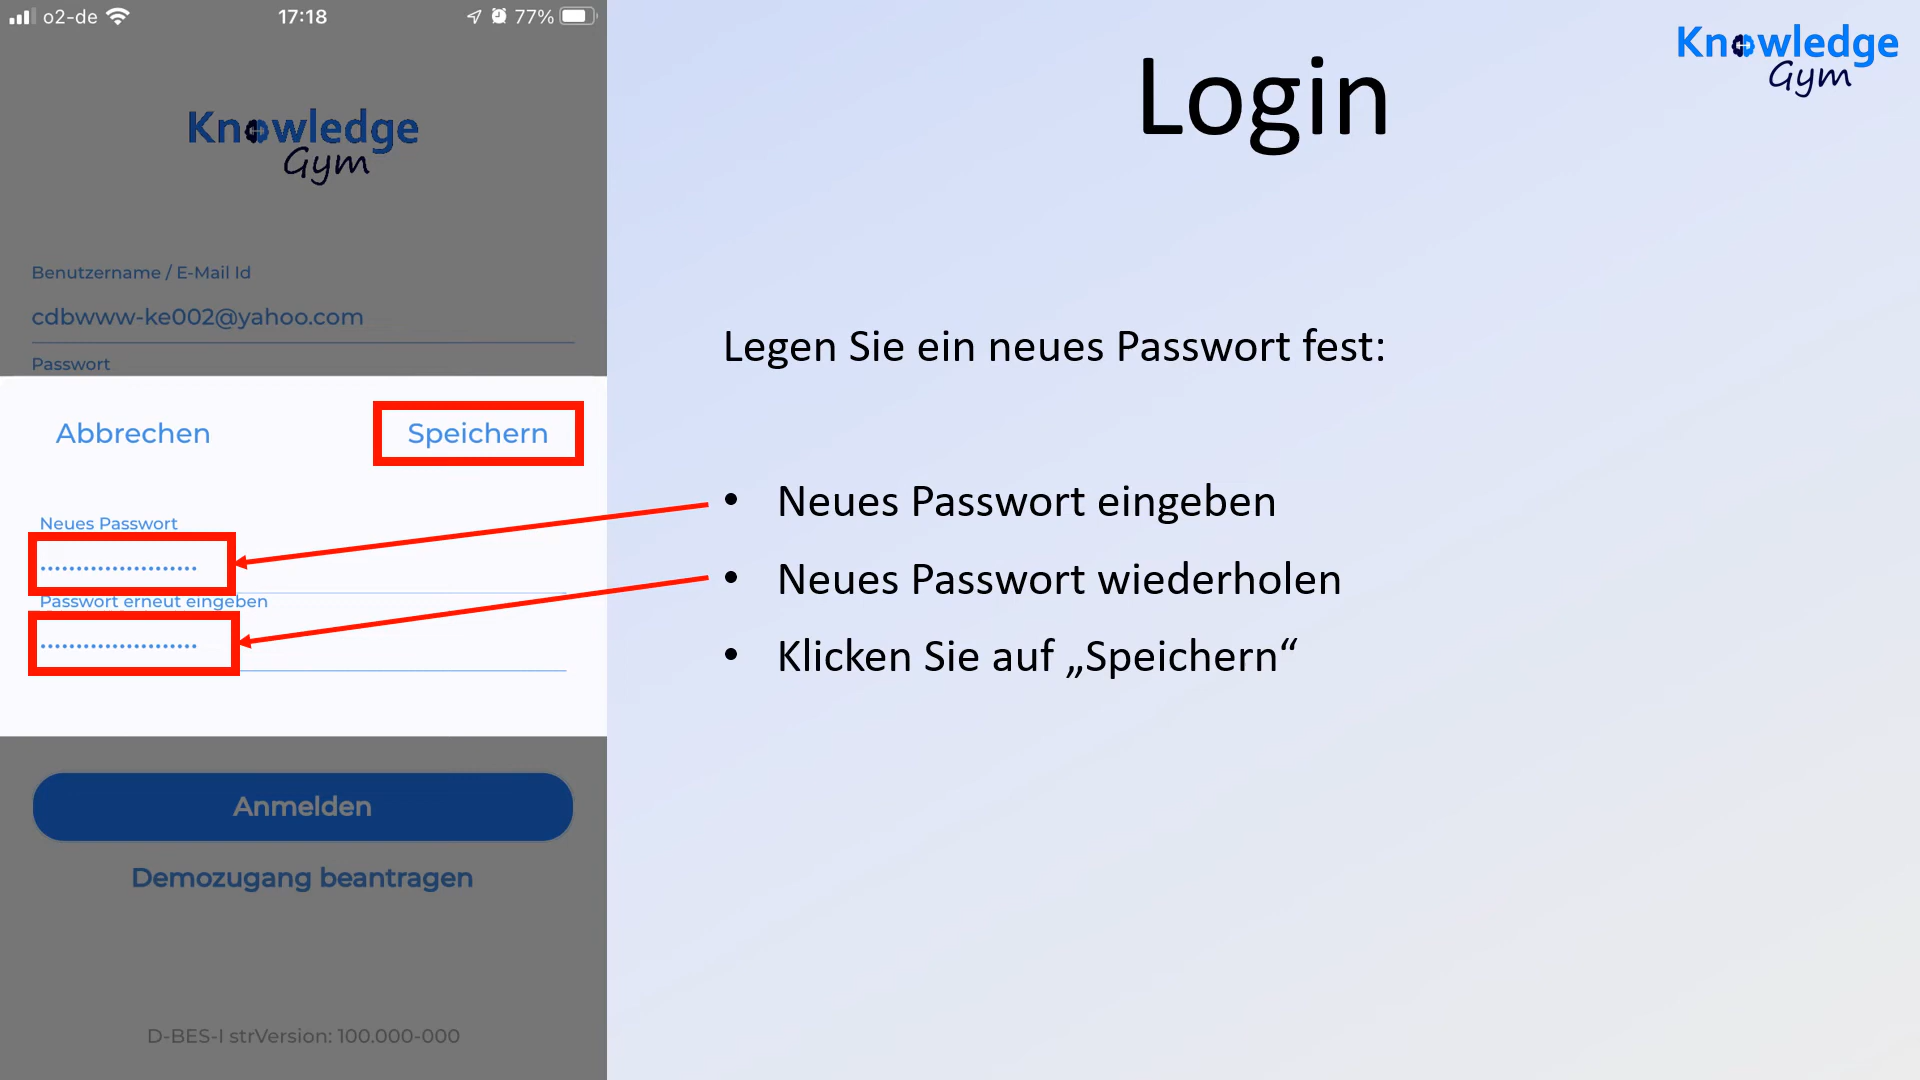 o2-de 17:18 77%
Knowledge
Gym
Benutzername / E-Mail Id
cdbwww-ke002@yahoo.com
Passwort
Abbrechen Speichern
Neues Passwort
......................
Passwort erneut eingeben
......................
Anmelden
Demozugang beantragen
D-BES-I strVersion: 100.000-000
Login
Knowledge
Gym
Legen Sie ein neues Passwort fest:
• Neues Passwort eingeben
• Neues Passwort wiederholen
• Klicken Sie auf „Speichern“